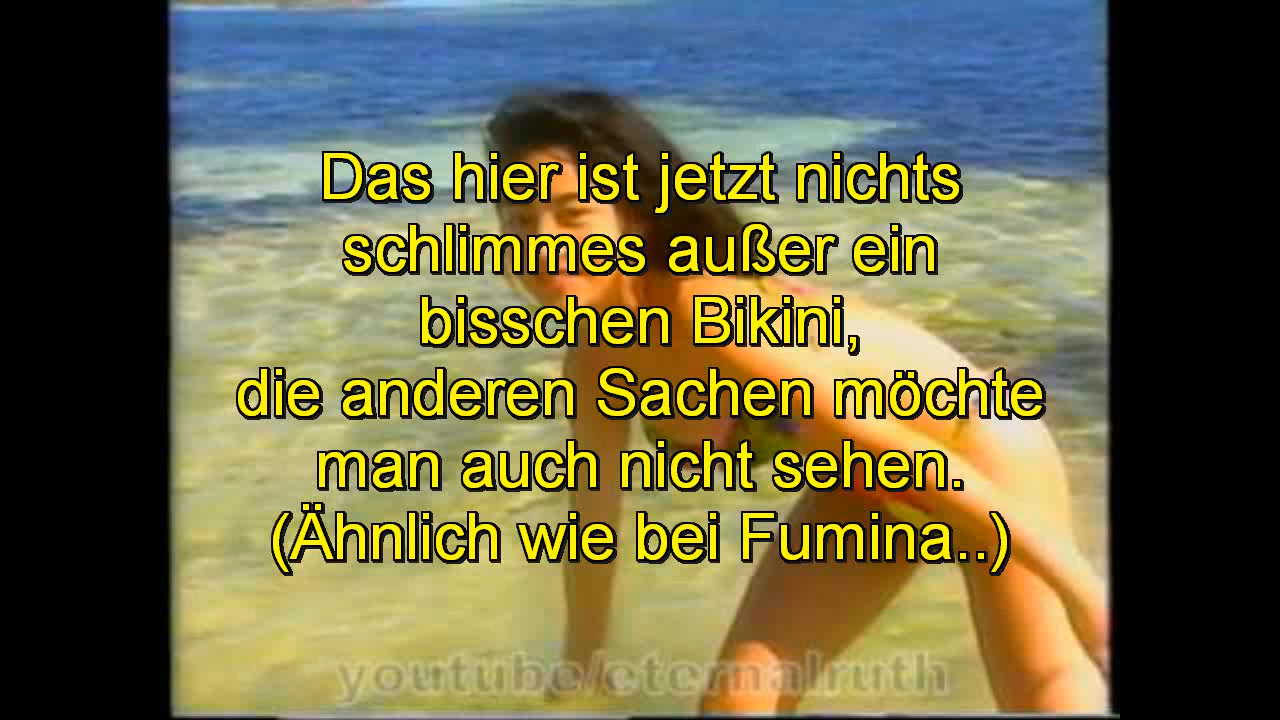 Das hier ist jetzt nichts
schlimmes außer ein
bisschen Bikini,
die anderen Sachen möchte
man auch nicht sehen.
(Ähnlich wie bei Fumina..)
youtube/eternalruth